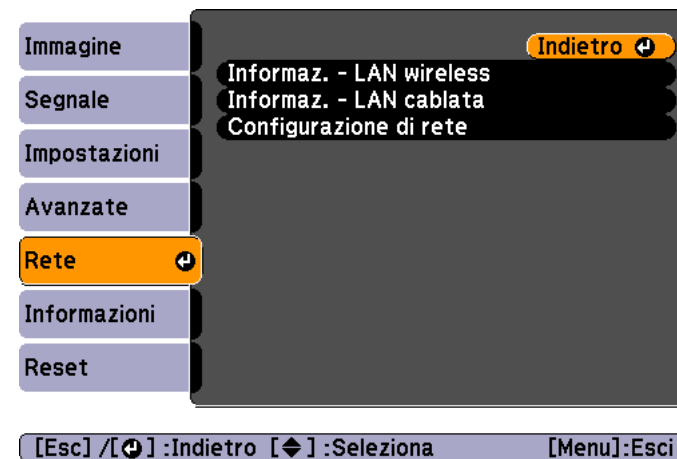 Immagine
Segnale
Impostazioni
Avanzate
Rete
Informazioni
Reset
Indietro
Informaz. - LAN wireless
Informaz. - LAN cablata
Configurazione di rete
[Esc] /[⏎] :Indietro [◆] :Seleziona [Menu]:Esci